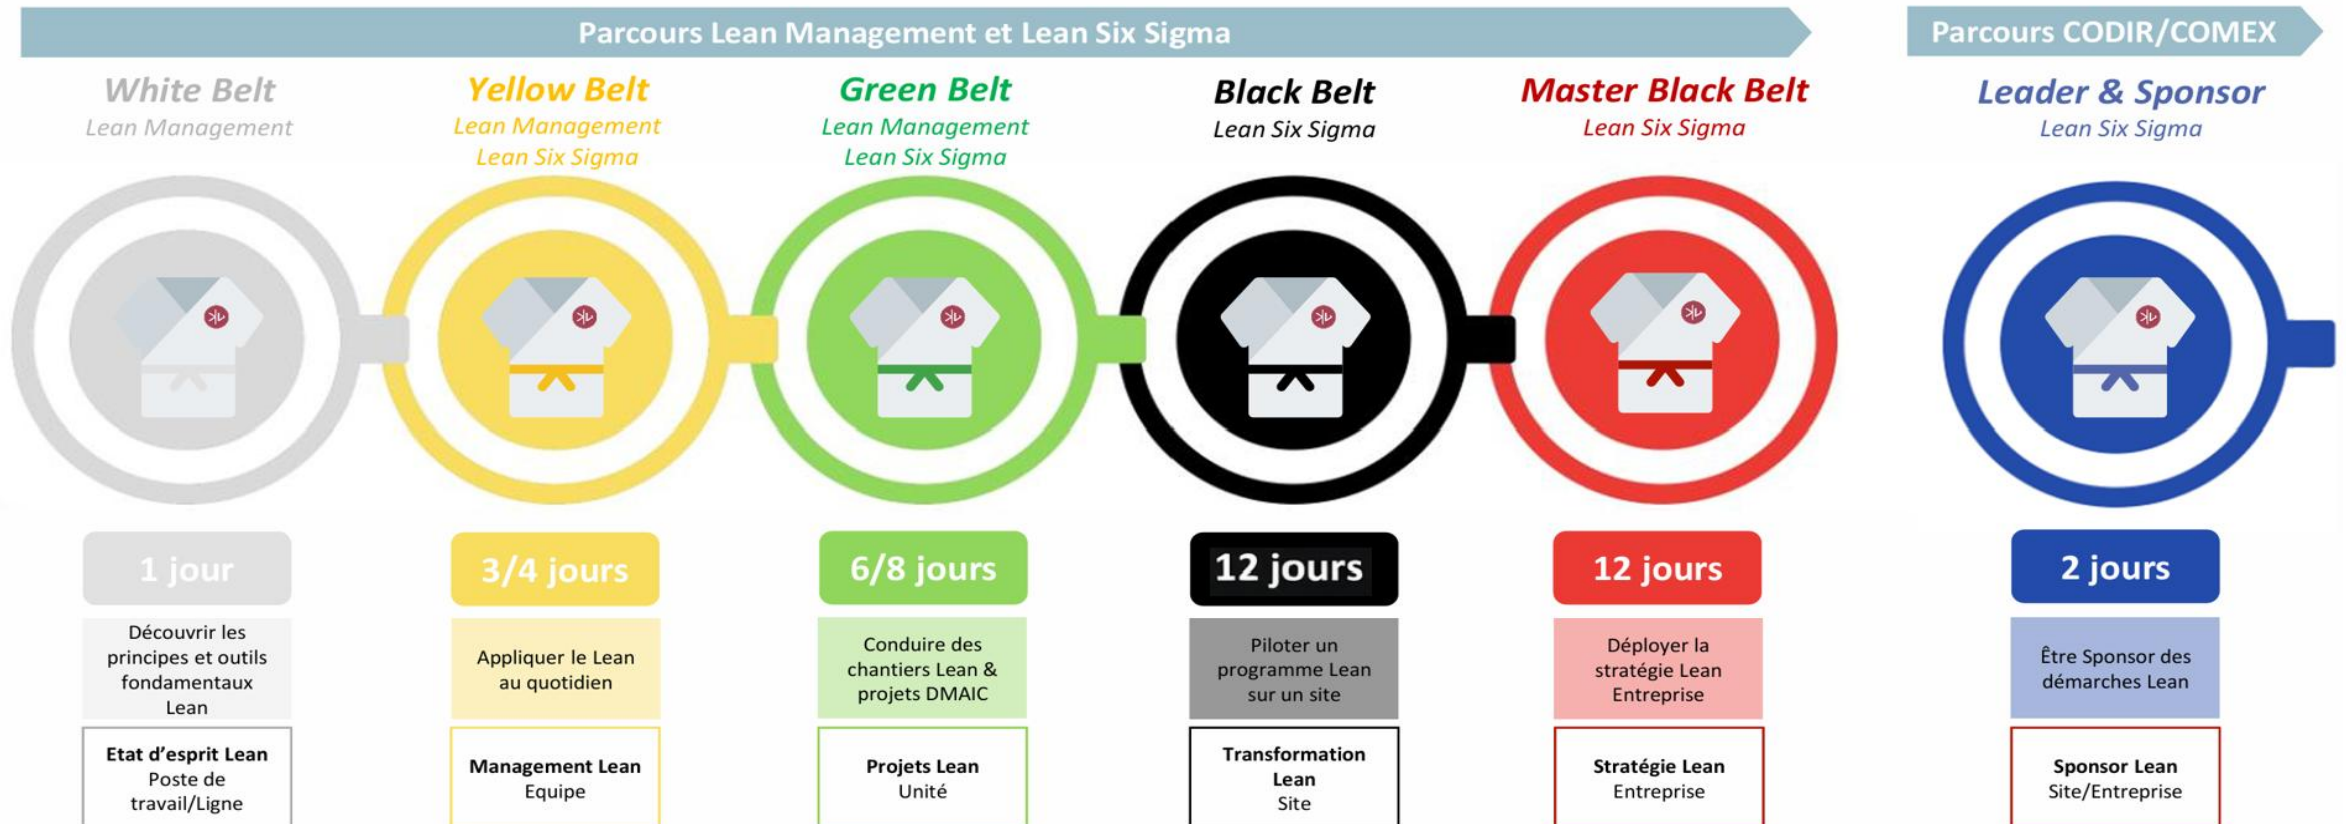 Parcours Lean Management et Lean Six Sigma
Parcours CODIR/COMEX
White Belt
Lean Management
Yellow Belt
Lean Management
Lean Six Sigma
Green Belt
Lean Management
Lean Six Sigma
Black Belt
Lean Six Sigma
Master Black Belt
Lean Six Sigma
Leader & Sponsor
Lean Six Sigma
1 jour
3/4 jours
6/8 jours
12 jours
12 jours
2 jours
Découvrir les
principes et outils
fondamentaux
Lean
Appliquer le Lean
au quotidien
Conduire des
chantiers Lean &
projets DMAIC
Piloter un
programme Lean
sur un site
Déployer la
stratégie Lean
Entreprise
Être Sponsor des
démarches Lean
Etat d’esprit Lean
Poste de
travail/Ligne
Management Lean
Equipe
Projets Lean
Unité
Transformation
Lean
Site
Stratégie Lean
Entreprise
Sponsor Lean
Site/Entreprise